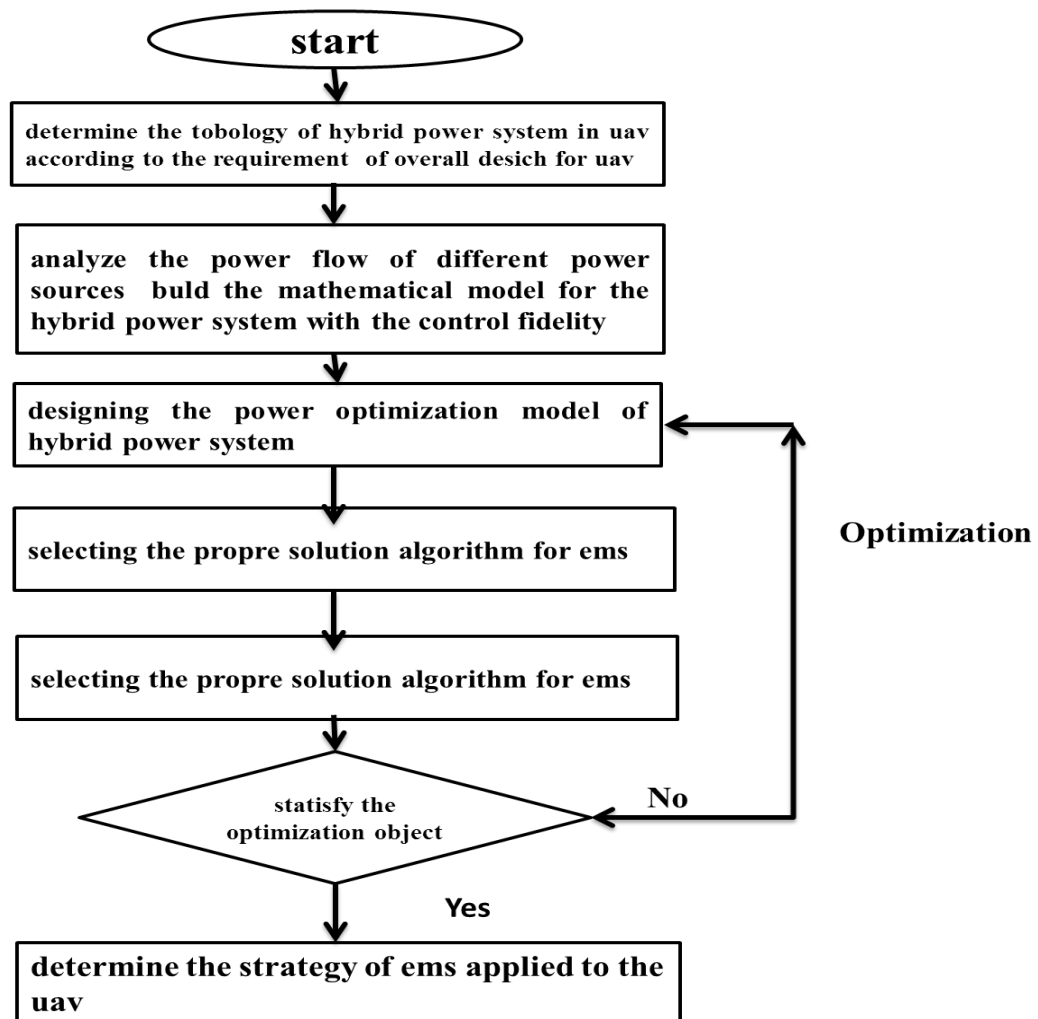 start
determine the tobology of hybrid power system in uav
according to the requirement of overall desich for uav
analyze the power flow of different power
sources buld the mathematical model for the
hybrid power system with the control fidelity
designing the power optimization model of
hybrid power system
selecting the propre solution algorithm for ems
Optimization
selecting the propre solution algorithm for ems
statisfy the
optimization object
No
Yes
determine the strategy of ems applied to the
uav